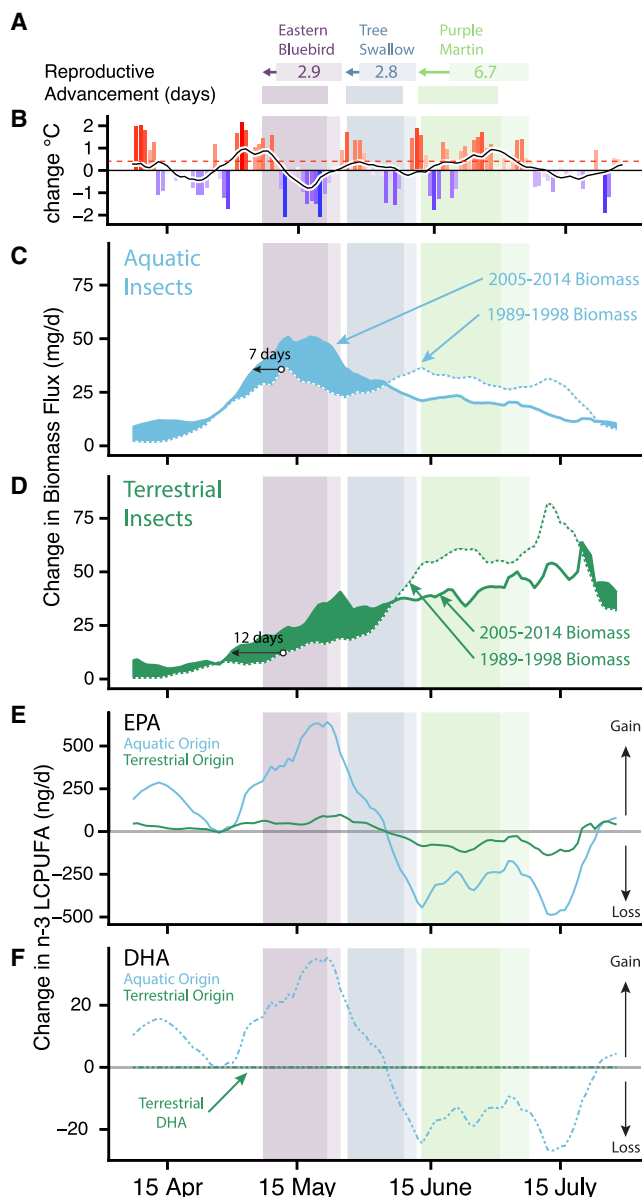 A
Eastern Bluebird
Tree Swallow
Purple Martin
Reproductive Advancement (days)
2.9
2.8
6.7
B
change °C
2
1
0
−1
−2
C
Aquatic Insects
2005-2014 Biomass
1989-1998 Biomass
7 days
75
50
25
0
Change in Biomass Flux (mg/d)
D
Terrestrial Insects
12 days
2005-2014 Biomass
1989-1998 Biomass
75
50
25
0
E
EPA
Aquatic Origin
Terrestrial Origin
Gain
Loss
500
250
0
−250
−500
Change in n-3 LCPUFA (ng/d)
F
DHA
Aquatic Origin
Terrestrial Origin
Gain
Terrestrial DHA
Loss
20
0
−20
15 Apr
15 May
15 June
15 July